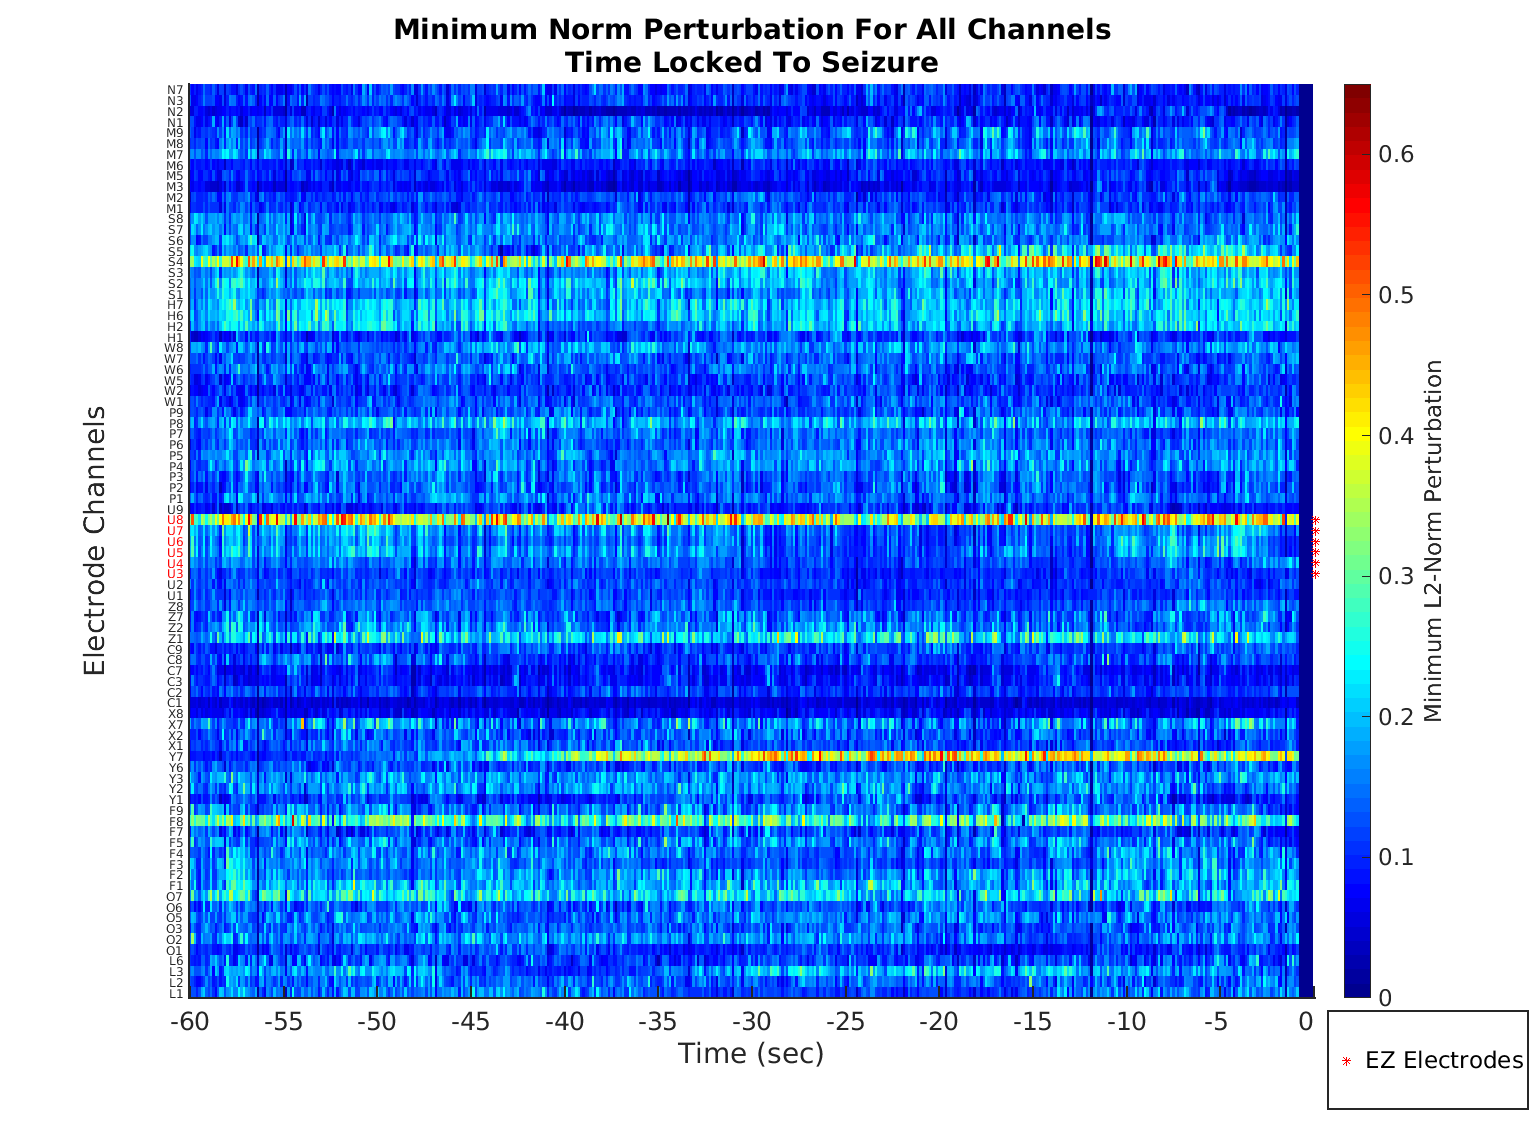 Minimum Norm Perturbation For All Channels
Time Locked To Seizure
Electrode Channels
N7
N3
N2
N1
M9
M8
M7
M6
M5
M3
M2
M1
S8
S7
S6
S5
S4
S3
S2
S1
H7
H6
H2
H1
W8
W7
W6
W5
W2
W1
P9
P8
P7
P6
P5
P4
P3
P2
P1
U9
U8
U7
U6
U5
U4
U3
U2
U1
Z8
Z7
Z2
Z1
C9
C8
C7
C3
C2
C1
X8
X7
X2
X1
Y7
Y6
Y3
Y2
Y1
F9
F8
F7
F5
F4
F3
F2
F1
O7
O6
O5
O3
O2
O1
L6
L3
L2
L1
-60 -55 -50 -45 -40 -35 -30 -25 -20 -15 -10 -5 0
Time (sec)
0.6
0.5
0.4
0.3
0.2
0.1
0
Minimum L2-Norm Perturbation
* EZ Electrodes